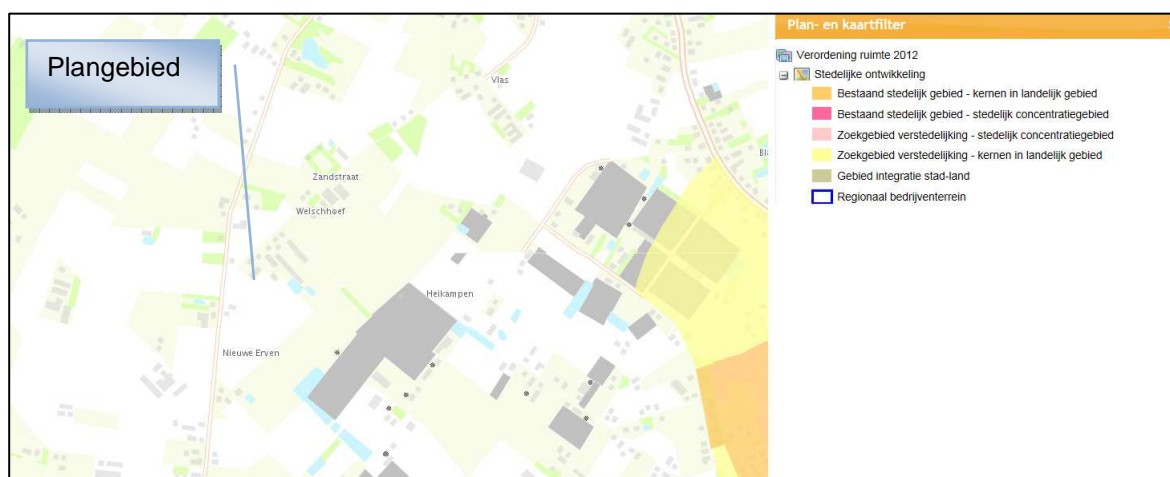 Plangebied
Vlas
Bl
Zandstraat
Welschhoef
Heikampen
Nieuwe Erven
Plan- en kaartfilter
Verordening ruimte 2012
Stedelijke ontwikkeling
Bestaand stedelijk gebied - kernen in landelijk gebied
Bestaand stedelijk gebied - stedelijk concentratiegebied
Zoekgebied verstedelijking - stedelijk concentratiegebied
Zoekgebied verstedelijking - kernen in landelijk gebied
Gebied integratie stad-land
Regionaal bedrijventerrein